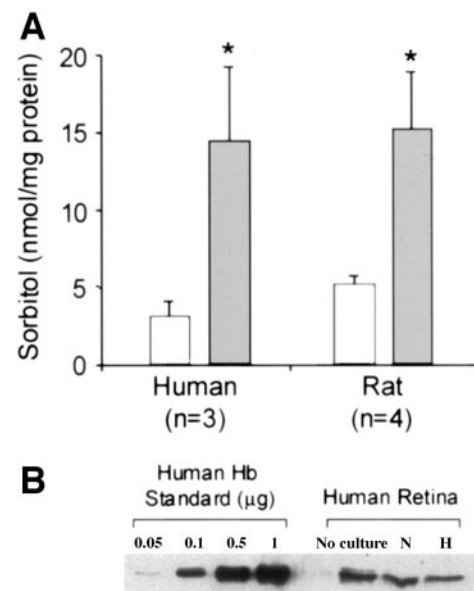 A
*
*
20
15
10
5
0
Sorbitol (nmol/mg protein)
Human
Rat
(n=3)
(n=4)
B
Human Hb
Standard (μg)
Human Retina
0.05 0.1 0.5 1 No culture N H